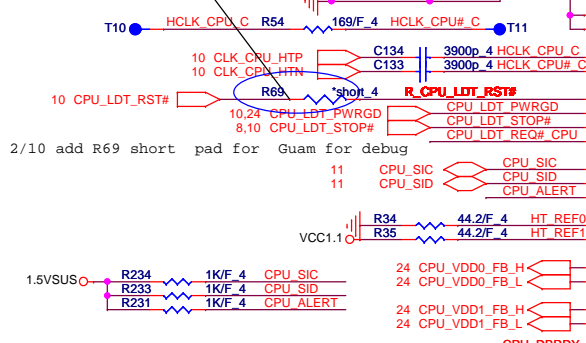 T10 HCLK_CPU_C R54 169/F_4 HCLK_CPU#_C T11
10 CLK_CPU_HTP C134 3900p_4 HCLK_CPU_C
10 CLK_CPU_HTN C133 3900p_4 HCLK_CPU#_C
10 CPU_LDT_RST# R69 *short_4 R_CPU_LDT_RST#
10,24 CPU_LDT_PWRGD CPU_LDT_PWRGD
8,10 CPU_LDT_STOP# CPU_LDT_STOP#
CPU_LDT_REQ#_CPU
2/10 add R69 short pad for Guam for debug
11 CPU_SIC CPU_SIC
11 CPU_SID CPU_SID
CPU_ALERT
R34 44.2/F_4 HT_REF0
VCC1.1 R35 44.2/F_4 HT_REF1
1.5VSUS R234 1K/F_4 CPU_SIC
R233 1K/F_4 CPU_SID
R231 1K/F_4 CPU_ALERT
24 CPU_VDD0_FB_H
24 CPU_VDD0_FB_L
24 CPU_VDD1_FB_H
24 CPU_VDD1_FB_L